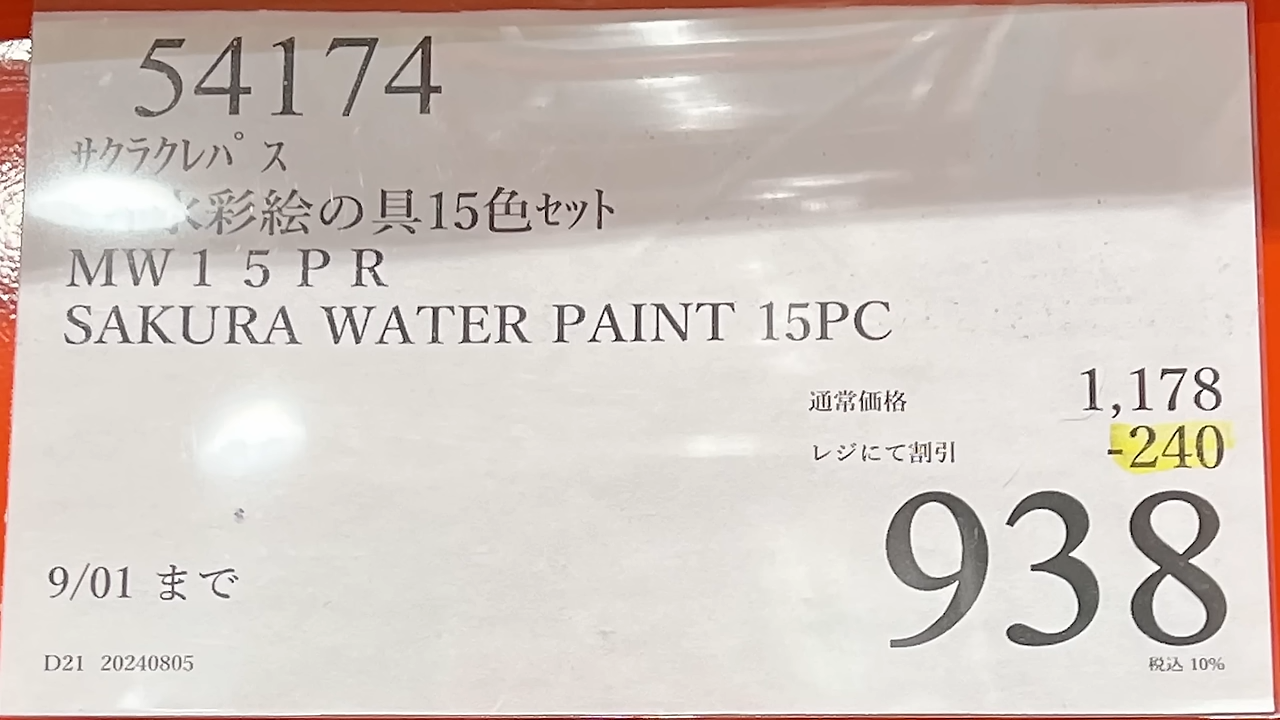 54174
サクラクレパス
水彩絵の具15色セット
MW15PR
SAKURA WATER PAINT 15PC
通常価格 1,178
レジにて割引 -240
938
9/01 まで
税込 10%
D21 20240805